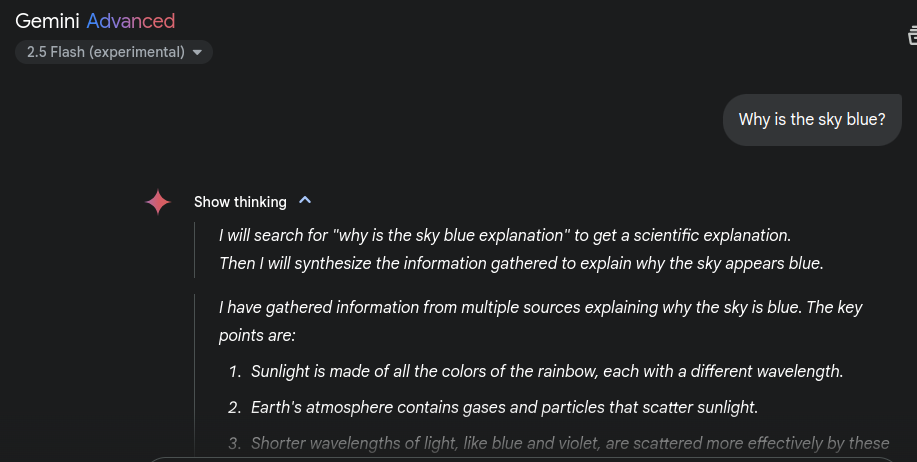 Gemini Advanced
2.5 Flash (experimental)
Why is the sky blue?
Show thinking
I will search for "why is the sky blue explanation" to get a scientific explanation.
Then I will synthesize the information gathered to explain why the sky appears blue.
I have gathered information from multiple sources explaining why the sky is blue. The key
points are:
1. Sunlight is made of all the colors of the rainbow, each with a different wavelength.
2. Earth's atmosphere contains gases and particles that scatter sunlight.
3. Shorter wavelengths of light, like blue and violet, are scattered more effectively by these